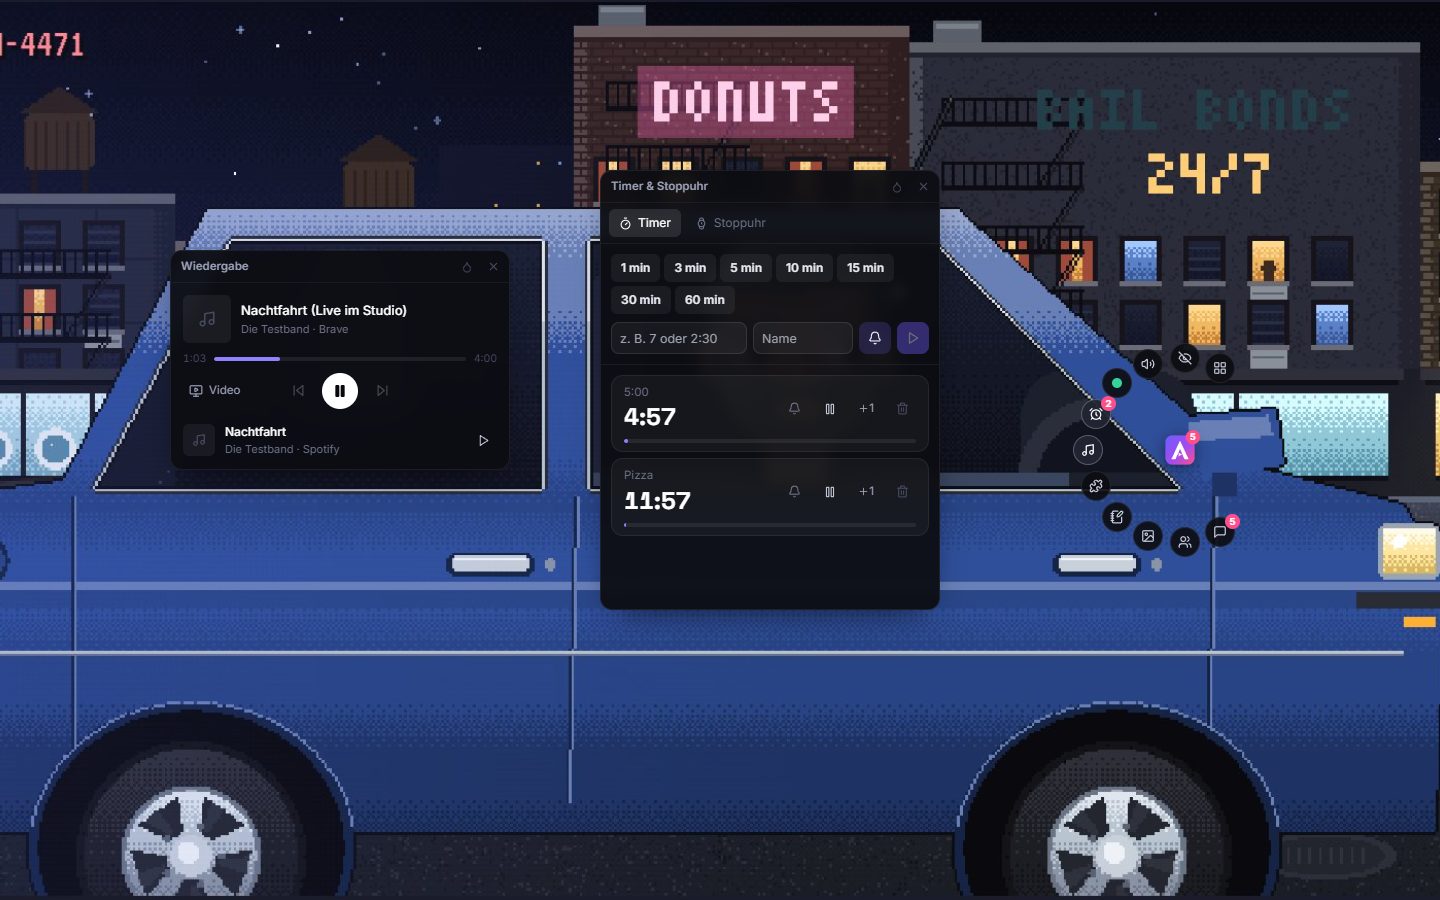 -4471
DONUTS
BAIL BONDS
24/7
Timer & Stoppuhr
Timer
Stoppuhr
1 min
3 min
5 min
10 min
15 min
30 min
60 min
z. B. 7 oder 2:30
Name
5:00
4:57
+1
Pizza
11:57
+1
Wiedergabe
Nachtfahrt (Live im Studio)
Die Testband · Brave
1:03
4:00
Video
Nachtfahrt
Die Testband · Spotify
2
5
5